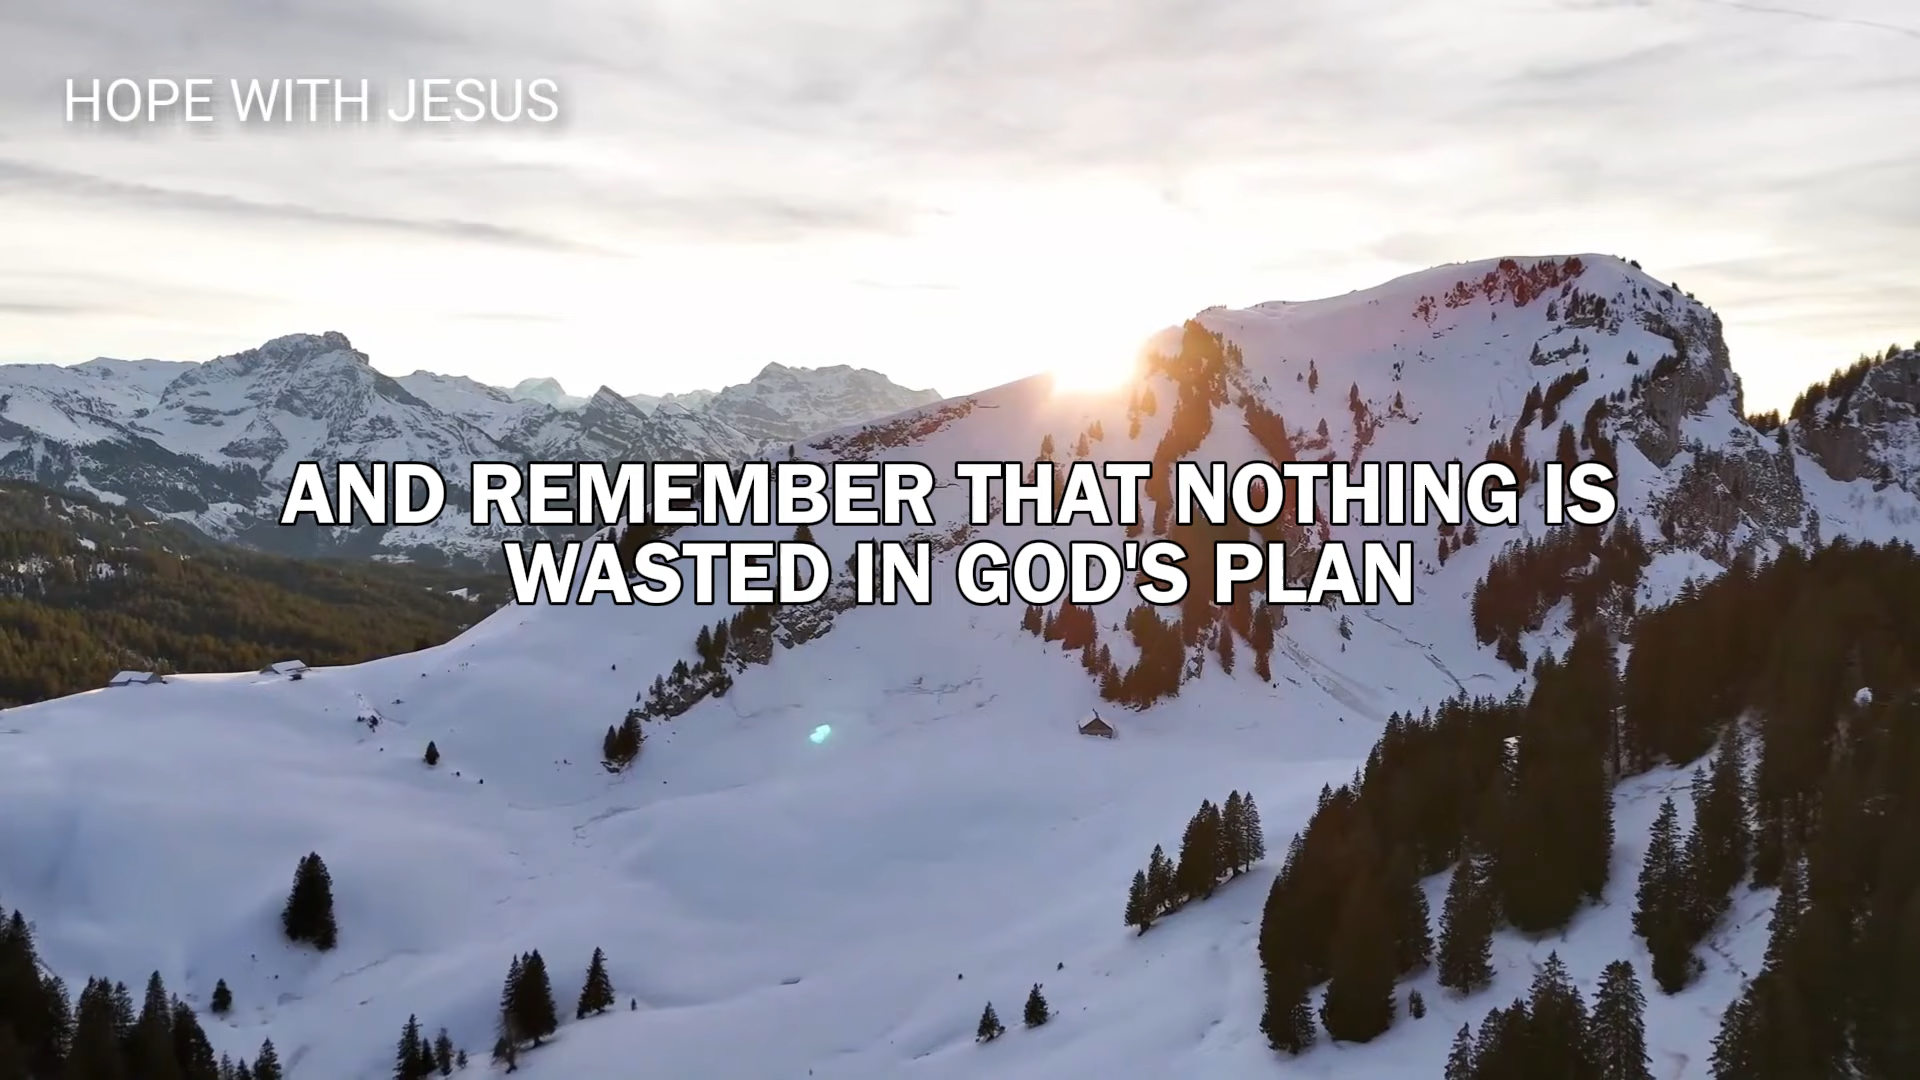 HOPE WITH JESUS
AND REMEMBER THAT NOTHING IS
WASTED IN GOD'S PLAN